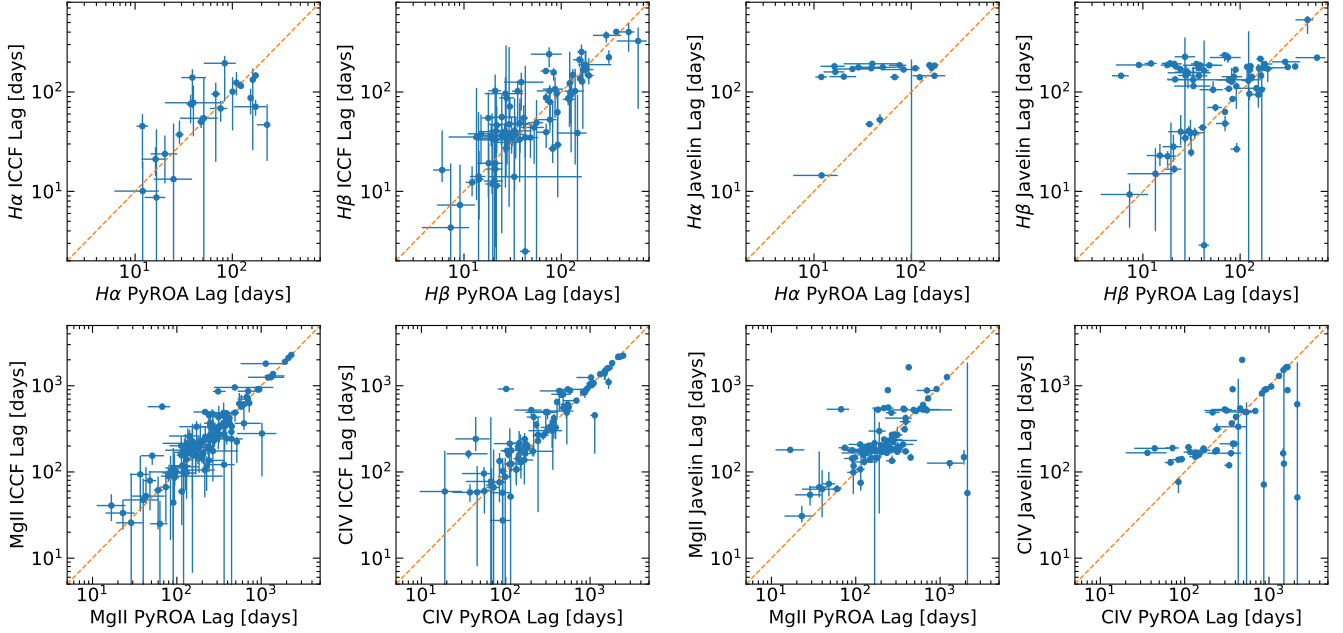 Hα ICCF Lag [days]
10²
10¹
10¹ 10²
Hα PyROA Lag [days]
Hβ ICCF Lag [days]
10²
10¹
10¹ 10²
Hβ PyROA Lag [days]
Hα Javelin Lag [days]
10²
10¹
10¹ 10²
Hα PyROA Lag [days]
Hβ Javelin Lag [days]
10²
10¹
10¹ 10²
Hβ PyROA Lag [days]
MgII ICCF Lag [days]
10³
10²
10¹
10¹ 10² 10³
MgII PyROA Lag [days]
CIV ICCF Lag [days]
10³
10²
10¹
10¹ 10² 10³
CIV PyROA Lag [days]
MgII Javelin Lag [days]
10³
10²
10¹
10¹ 10² 10³
MgII PyROA Lag [days]
CIV Javelin Lag [days]
10³
10²
10¹
10¹ 10² 10³
CIV PyROA Lag [days]